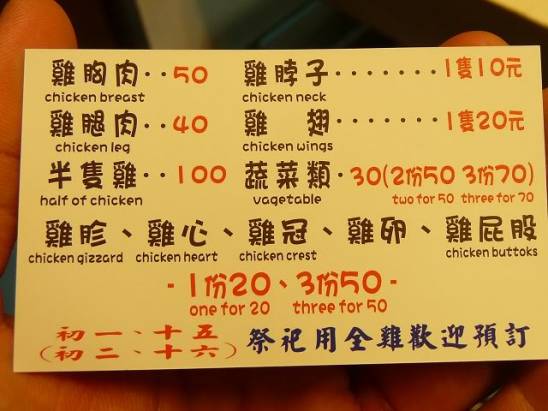 雞胸肉··50 雞脖子·······1隻10元
chicken breast chicken neck
雞腿肉··40 雞 翅·······1隻20元
chicken leg chicken wings
半隻雞··100 蔬菜類·30(2份50 3份70)
half of chicken vagetable two for 50 three for 70
雞胗、雞心、雞冠、雞卵、雞屁股
chicken gizzard chicken heart chicken crest chicken buttoks
- 1份20、3份50 -
one for 20 three for 50
初一、十五
(初二、十六) 祭祀用全雞歡迎預訂